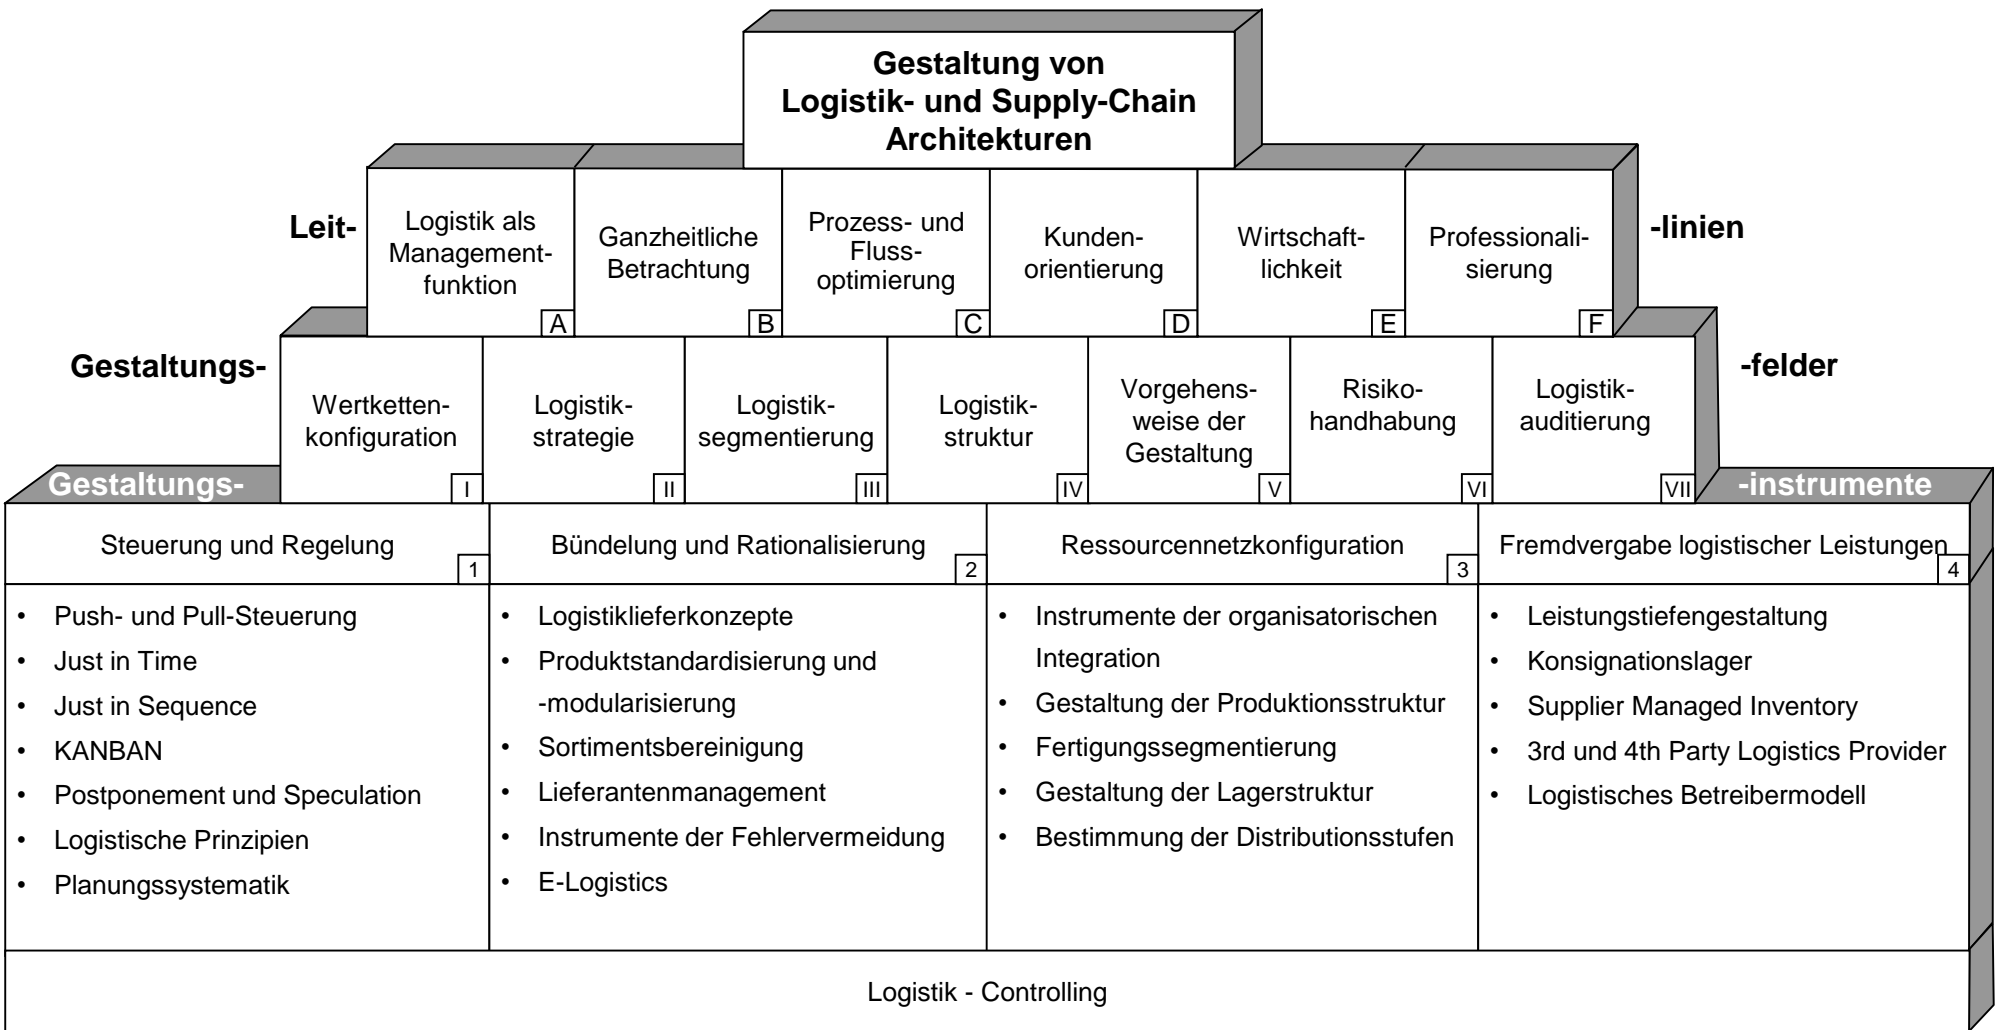 Gestaltung von
Logistik- und Supply-Chain
Architekturen
Leit-
Logistik als
Management-
funktion
A
Ganzheitliche
Betrachtung
B
Prozess- und
Fluss-
optimierung
C
Kunden-
orientierung
D
Wirtschaft-
lichkeit
E
Professionali-
sierung
F
-linien
Gestaltungs-
Wertketten-
konfiguration
I
Logistik-
strategie
II
Logistik-
segmentierung
III
Logistik-
struktur
IV
Vorgehens-
weise der
Gestaltung
V
Risiko-
handhabung
VI
Logistik-
auditierung
VII
-felder
Gestaltungs-
-instrumente
Steuerung und Regelung
1
Bündelung und Rationalisierung
2
Ressourcennetzkonfiguration
3
Fremdvergabe logistischer Leistungen
4
• Push- und Pull-Steuerung
• Just in Time
• Just in Sequence
• KANBAN
• Postponement und Speculation
• Logistische Prinzipien
• Planungssystematik
• Logistiklieferkonzepte
• Produktstandardisierung und
-modularisierung
• Sortimentsbereinigung
• Lieferantenmanagement
• Instrumente der Fehlervermeidung
• E-Logistics
• Instrumente der organisatorischen
Integration
• Gestaltung der Produktionsstruktur
• Fertigungssegmentierung
• Gestaltung der Lagerstruktur
• Bestimmung der Distributionsstufen
• Leistungstiefengestaltung
• Konsignationslager
• Supplier Managed Inventory
• 3rd und 4th Party Logistics Provider
• Logistisches Betreibermodell
Logistik - Controlling